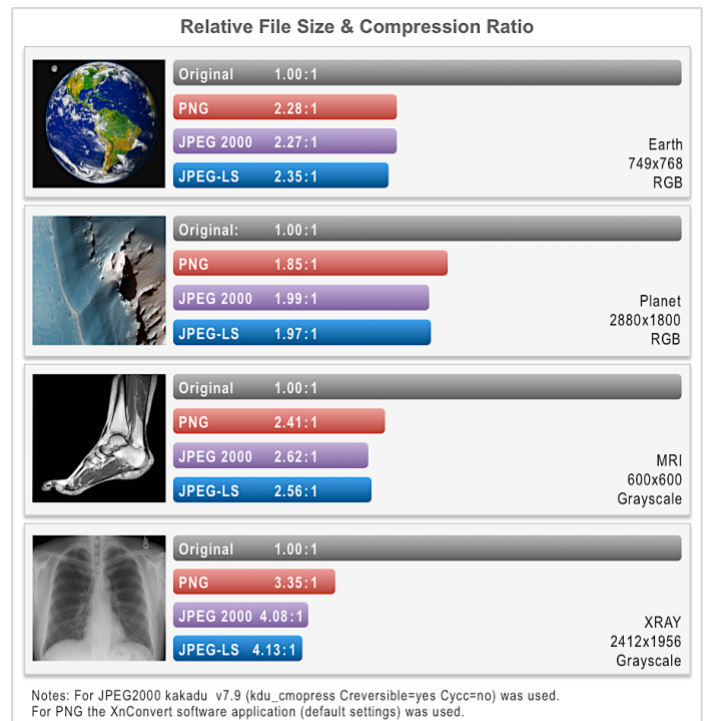 Relative File Size & Compression Ratio
Original 1.00:1
PNG 2.28:1
JPEG 2000 2.27:1
JPEG-LS 2.35:1
Earth
749x768
RGB
Original: 1.00:1
PNG 1.85:1
JPEG 2000 1.99:1
JPEG-LS 1.97:1
Planet
2880x1800
RGB
Original 1.00:1
PNG 2.41:1
JPEG 2000 2.62:1
JPEG-LS 2.56:1
MRI
600x600
Grayscale
Original 1.00:1
PNG 3.35:1
JPEG 2000 4.08:1
JPEG-LS 4.13:1
XRAY
2412x1956
Grayscale
Notes: For JPEG2000 kakadu v7.9 (kdu_cmopress Creversible=yes Cycc=no) was used.
For PNG the XnConvert software application (default settings) was used.